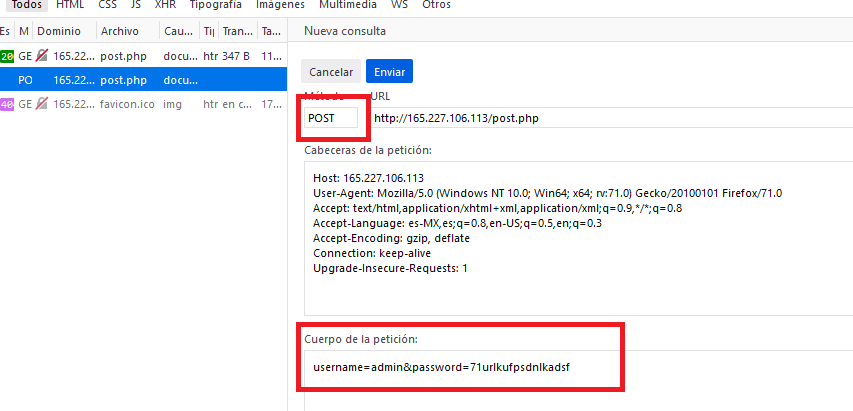 Todos HTML CSS JS XHR Tipografía Imágenes Multimedia WS Otros
Es M Dominio Archivo Cau... Tip Tran... Ta... Nueva consulta
20 GE 165.22... post.php docu... htr 347 B 11...
PO 165.22... post.php docu...
40 GE 165.22... favicon.ico img htr en c... 17...
Cancelar Enviar
Método URL
POST http://165.227.106.113/post.php
Cabeceras de la petición:
Host: 165.227.106.113
User-Agent: Mozilla/5.0 (Windows NT 10.0; Win64; x64; rv:71.0) Gecko/20100101 Firefox/71.0
Accept: text/html,application/xhtml+xml,application/xml;q=0.9,*/*;q=0.8
Accept-Language: es-MX,es;q=0.8,en-US;q=0.5,en;q=0.3
Accept-Encoding: gzip, deflate
Connection: keep-alive
Upgrade-Insecure-Requests: 1
Cuerpo de la petición:
username=admin&password=71urlkufpsdnlkadsf